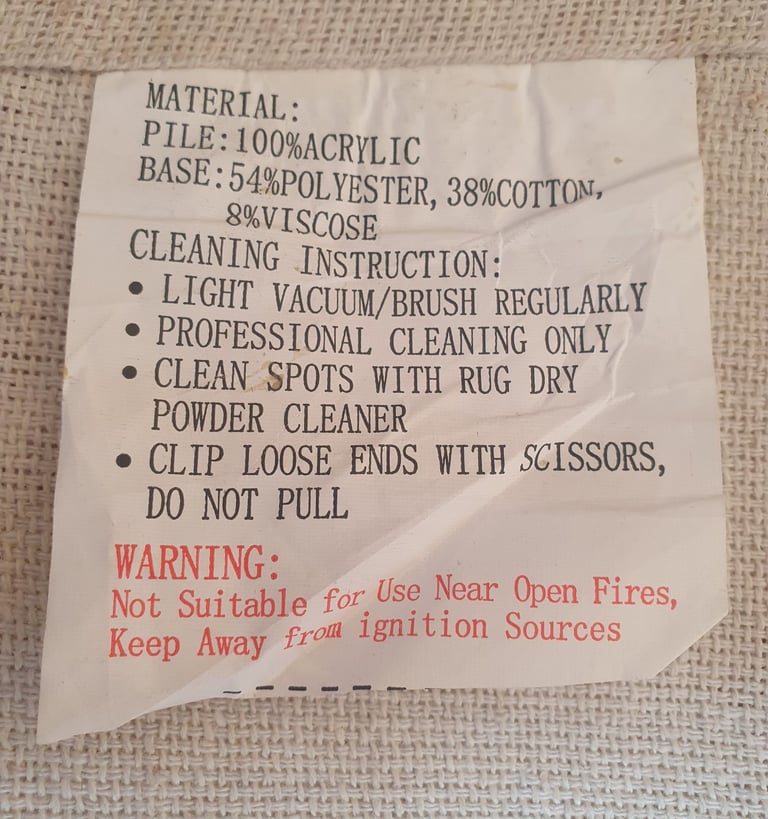 MATERIAL:
PILE:100%ACRYLIC
BASE:54%POLYESTER, 38%COTTON,
8%VISCOSE
CLEANING INSTRUCTION:
• LIGHT VACUUM/BRUSH REGULARLY
• PROFESSIONAL CLEANING ONLY
• CLEAN SPOTS WITH RUG DRY
POWDER CLEANER
• CLIP LOOSE ENDS WITH SCISSORS,
DO NOT PULL
WARNING:
Not Suitable for Use Near Open Fires,
Keep Away from ignition Sources